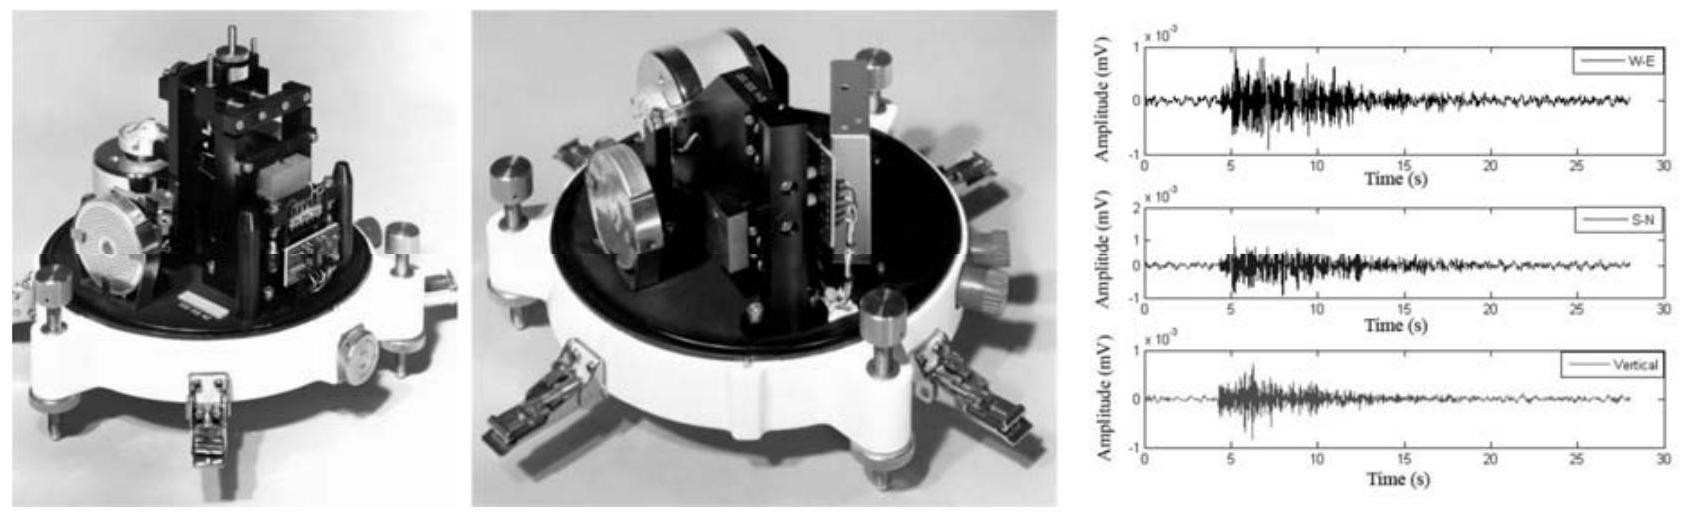 x 10⁻³
1
0
-1
Amplitude (mV)
W-E
0 5 10 15 20 25 30
Time (s)
x 10⁻³
2
1
0
-1
Amplitude (mV)
S-N
0 5 10 15 20 25 30
Time (s)
x 10⁻³
1
0
-1
Amplitude (mV)
Vertical
0 5 10 15 20 25 30
Time (s)